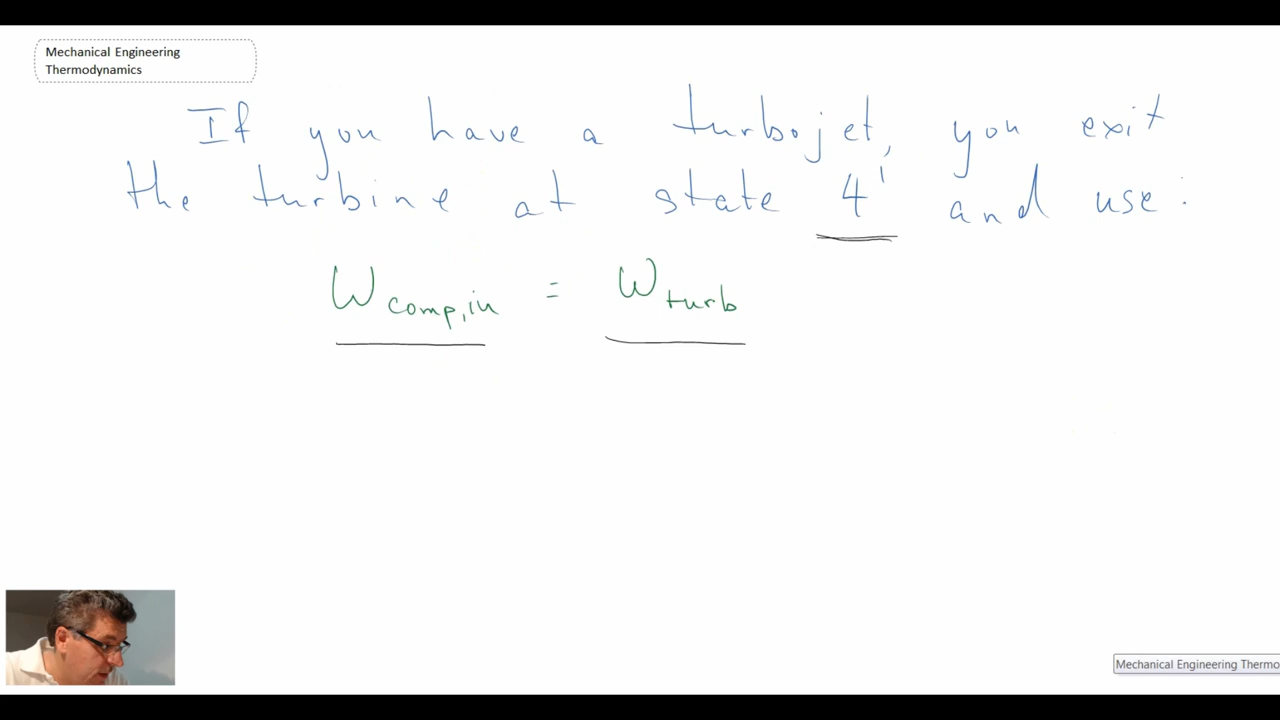 Mechanical Engineering
Thermodynamics
If you have a turbojet, you exit
the turbine at state 4' and use:
W comp,in = W turb
Mechanical Engineering Thermo